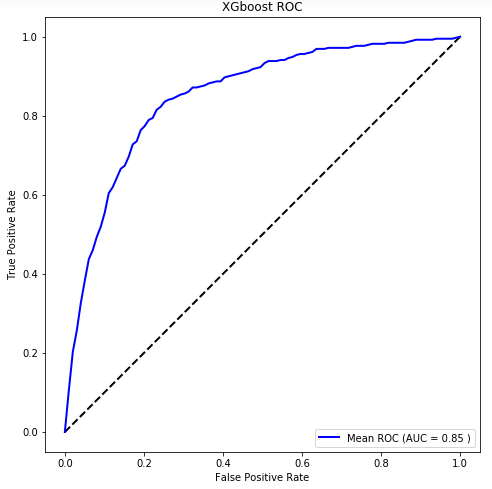 XGboost ROC
1.0
0.8
0.6
0.4
0.2
0.0
True Positive Rate
Mean ROC (AUC = 0.85 )
0.0 0.2 0.4 0.6 0.8 1.0
False Positive Rate